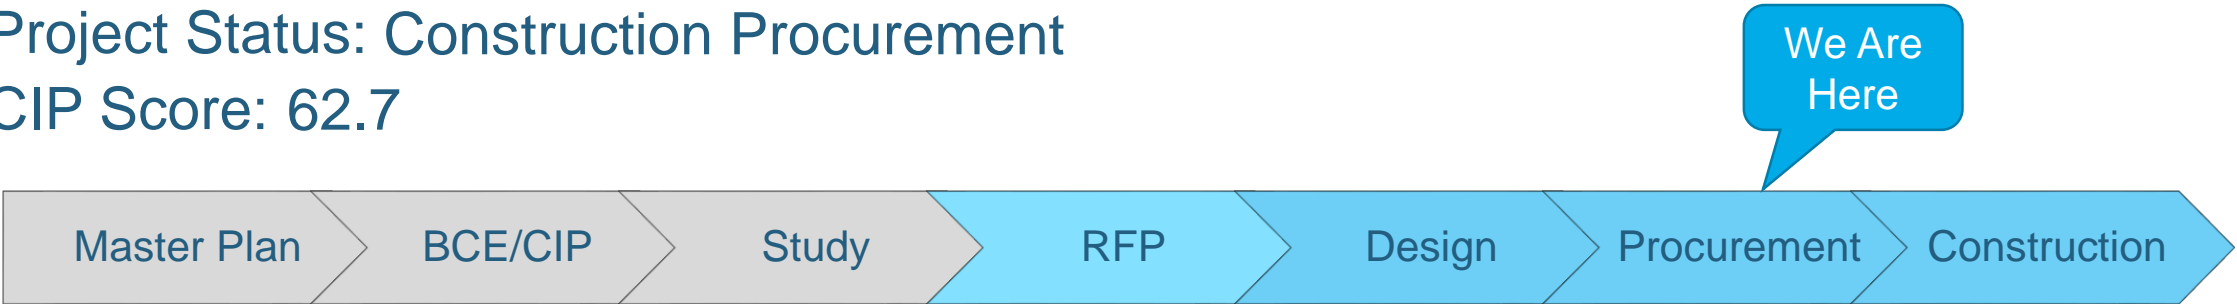 Project Status: Construction Procurement
CIP Score: 62.7
We Are
Here
Master Plan
BCE/CIP
Study
RFP
Design
Procurement
Construction